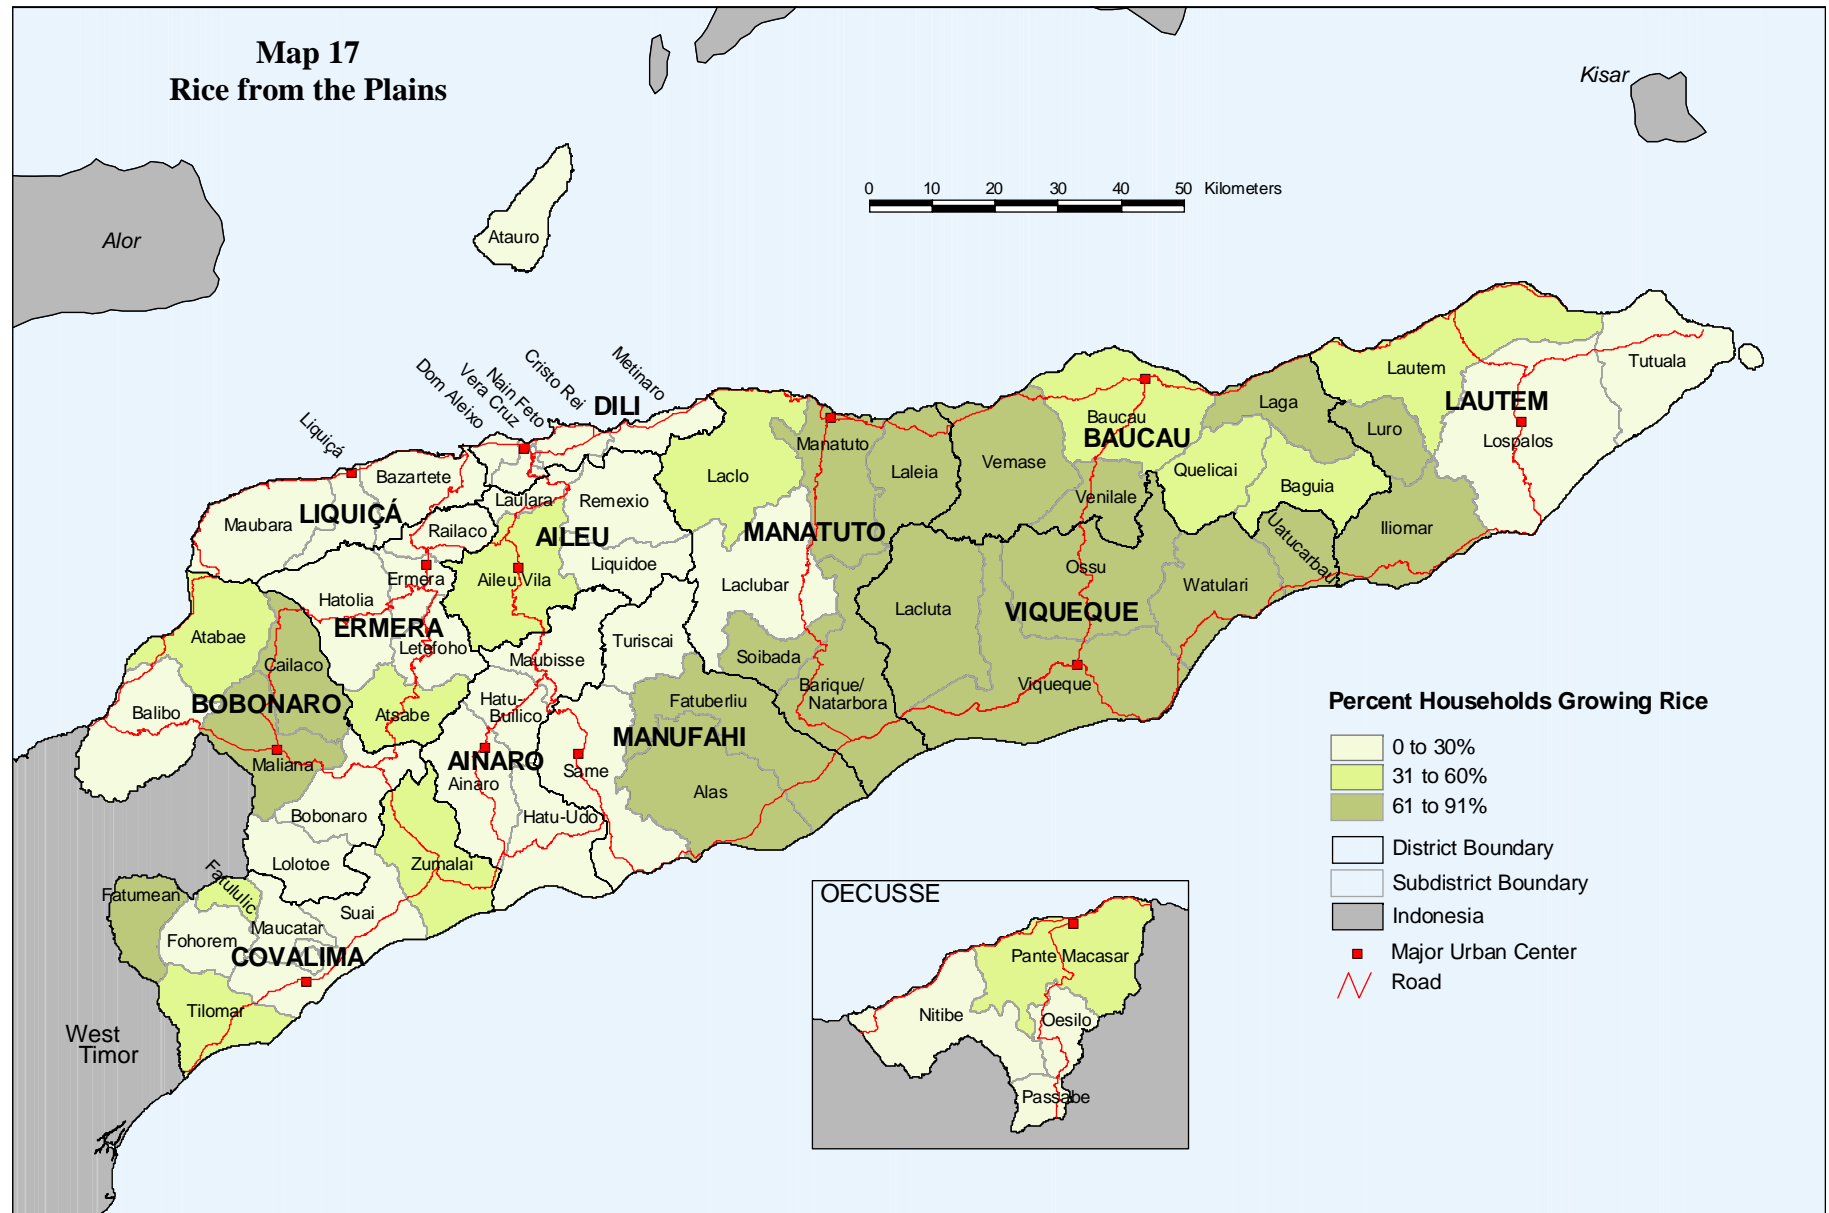 Map 17
Rice from the Plains
Kisar
Alor
Atauro
0 10 20 30 40 50 Kilometers
Metinaro
Cristo Rei
Nain Feto
Vera Cruz
Dom Aleixo
DILI
Liquiçá
Bazartete
Maubara
LIQUIÇÁ
Railaco
Laulara
Remexio
AILEU
Aileu Vila
Liquidoe
Ermera
Hatolia
ERMERA
Letefoho
Atsabe
Laclo
Manatuto
Laleia
MANATUTO
Laclubar
Soibada
Barique/
Natarbora
Vemase
Baucau
BAUCAU
Venilale
Quelicai
Laga
Baguia
Lautem
LAUTEM
Luro
Lospalos
Tutuala
Iliomar
Uatucarbau
Watulari
Ossu
VIQUEQUE
Lacluta
Viqueque
Turiscai
Maubisse
Hatu-
Builico
AINARO
Ainaro
Hatu-Udo
Same
MANUFAHI
Fatuberliu
Alas
Atabae
Cailaco
BOBONARO
Balibo
Maliana
Bobonaro
Lolotoe
Zumalai
Fatumean
Fatululic
Fohorem
Maucatar
Suai
COVALIMA
Tilomar
West
Timor
OECUSSE
Pante Macasar
Nitibe
Oesilo
Passabe
Percent Households Growing Rice
0 to 30%
31 to 60%
61 to 91%
District Boundary
Subdistrict Boundary
Indonesia
Major Urban Center
Road